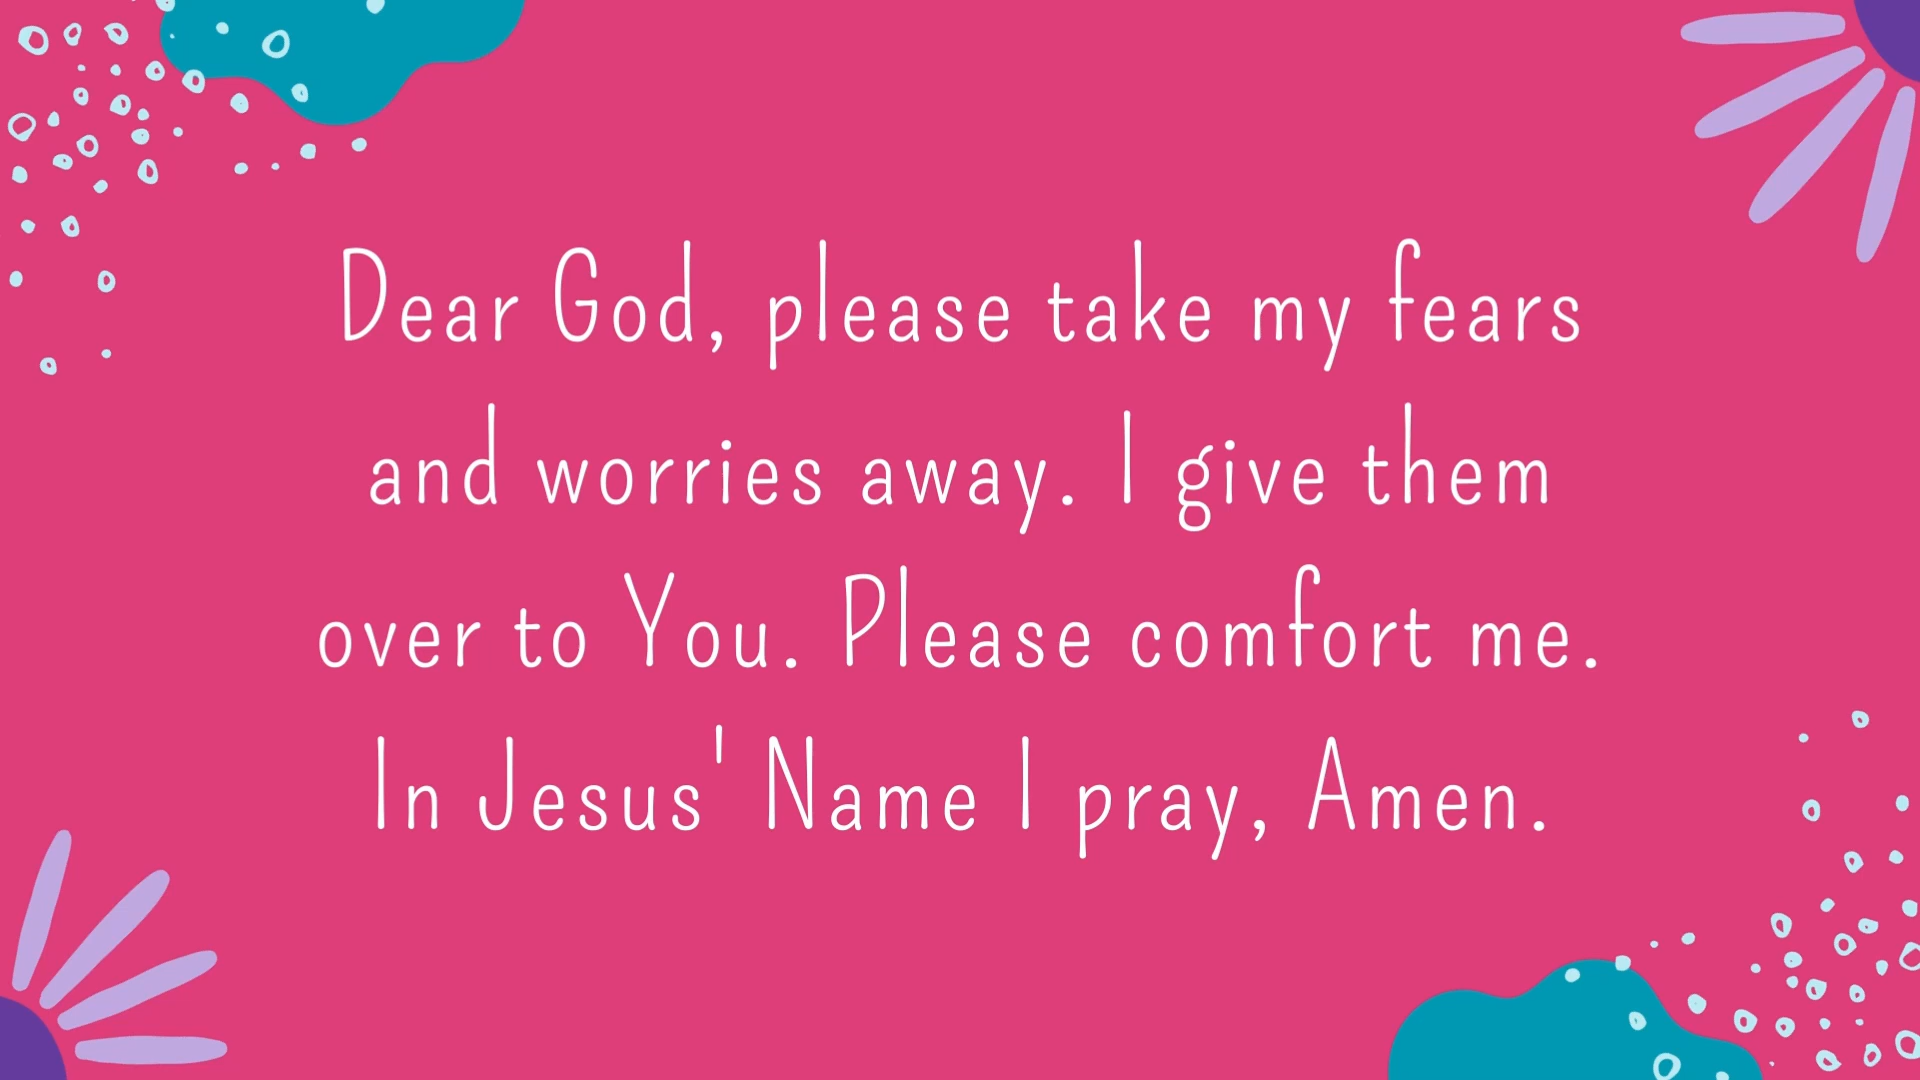 Dear God, please take my fears
and worries away. I give them
over to You. Please comfort me.
In Jesus' Name I pray, Amen.